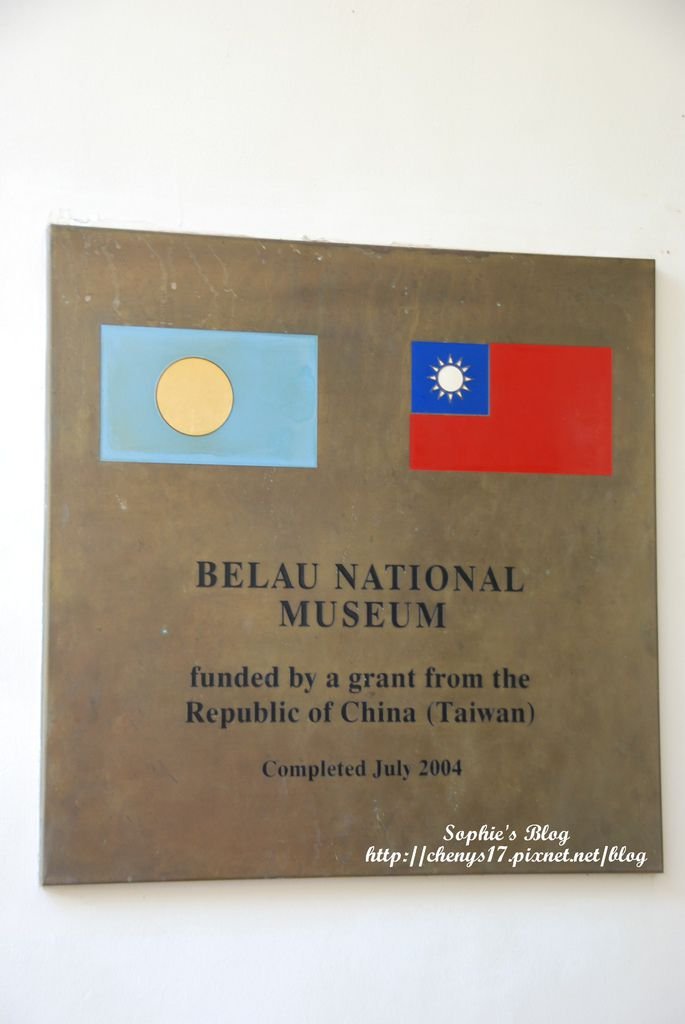 BELAU NATIONAL
MUSEUM
funded by a grant from the
Republic of China (Taiwan)
Completed July 2004
Sophie's Blog
http://chenys17.pixnet.net/blog